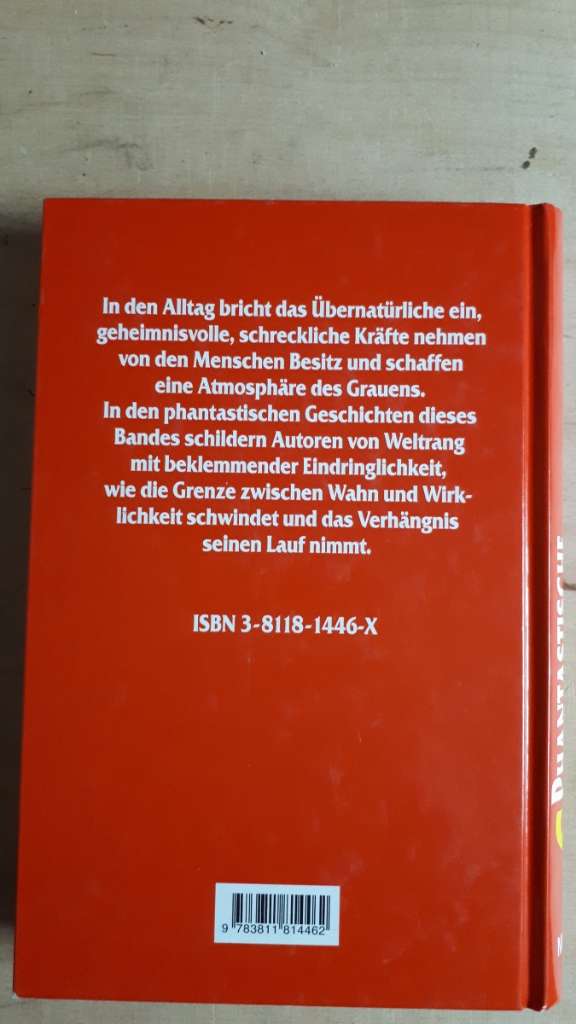 In den Alltag bricht das Übernatürliche ein,
geheimnisvolle, schreckliche Kräfte nehmen
von den Menschen Besitz und schaffen
eine Atmosphäre des Grauens.
In den phantastischen Geschichten dieses
Bandes schildern Autoren von Weltrang
mit beklemmender Eindringlichkeit,
wie die Grenze zwischen Wahn und Wirk-
lichkeit schwindet und das Verhängnis
seinen Lauf nimmt.
ISBN 3-8118-1446-X
9 783811 814462
PHANTASTISCHE